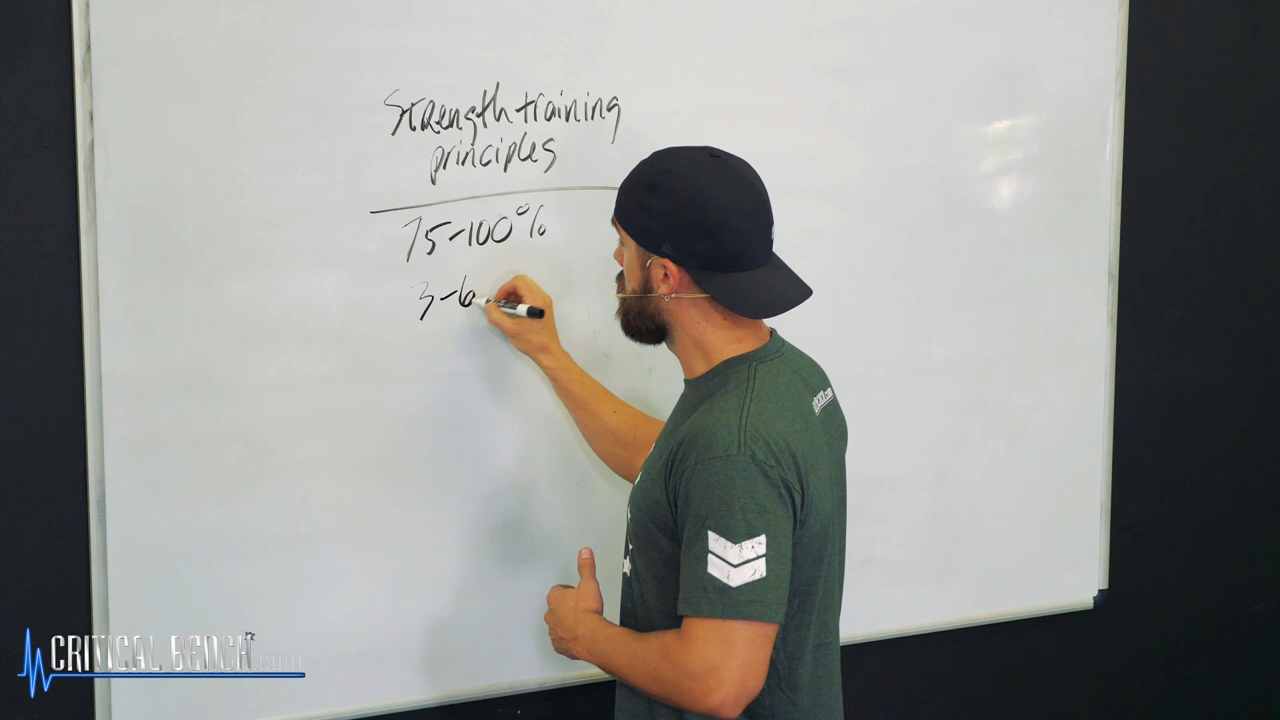 Strength training
principles
75-100%
3-6
CRITICAL BENCH.com